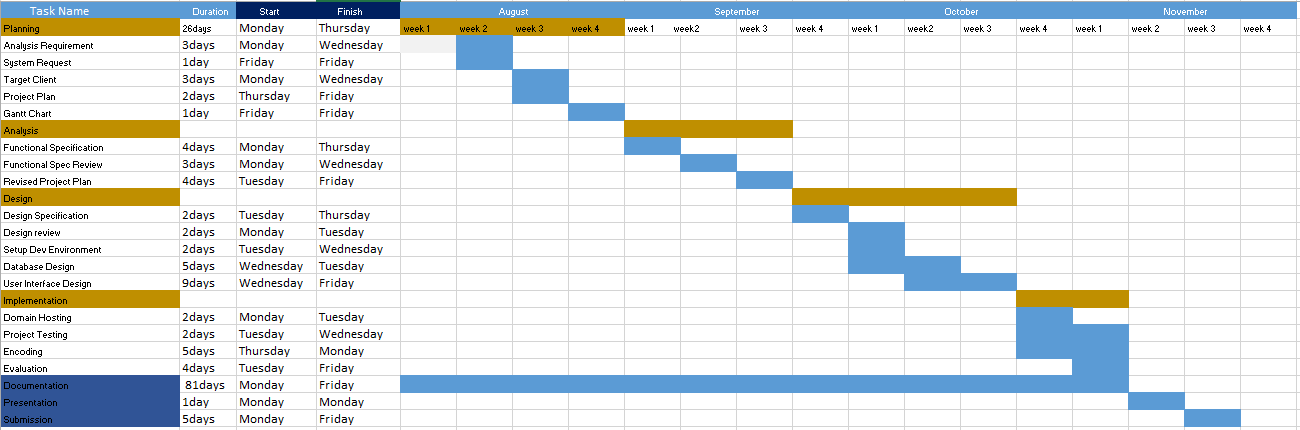 Task Name Duration Start Finish August September October November
Planning 26days Monday Thursday week 1 week 2 week 3 week 4 week 1 week2 week 3 week 4 week 1 week2 week 3 week 4 week 1 week2 week 3 week 4
Analysis Requirement 3days Monday Wednesday
System Request 1day Friday Friday
Target Client 3days Monday Wednesday
Project Plan 2days Thursday Friday
Gantt Chart 1day Friday Friday
Analysis
Functional Specification 4days Monday Thursday
Functional Spec Review 3days Monday Wednesday
Revised Project Plan 4days Tuesday Friday
Design
Design Specification 2days Tuesday Thursday
Design review 2days Monday Tuesday
Setup Dev Environment 2days Tuesday Wednesday
Database Design 5days Wednesday Tuesday
User Interface Design 9days Wednesday Friday
Implementation
Domain Hosting 2days Monday Tuesday
Project Testing 2days Tuesday Wednesday
Encoding 5days Thursday Monday
Evaluation 4days Tuesday Friday
Documentation 81days Monday Friday
Presentation 1day Monday Monday
Submission 5days Monday Friday